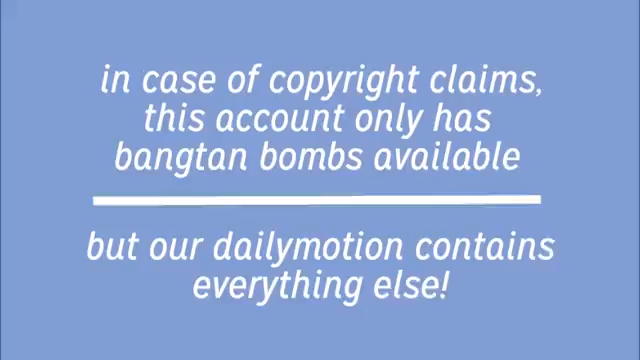 in case of copyright claims,
this account only has
bangtan bombs available
but our dailymotion contains
everything else!